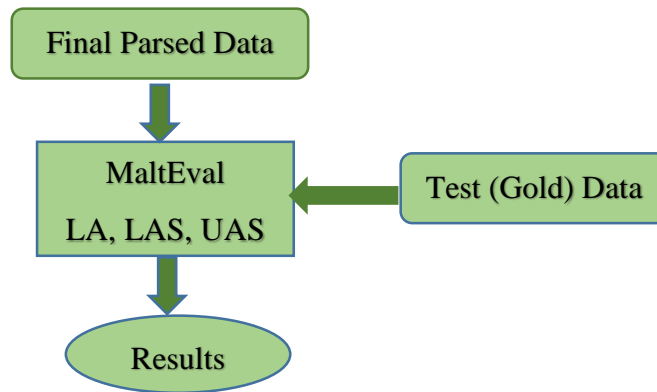 Final Parsed Data
MaltEval
LA, LAS, UAS
Test (Gold) Data
Results